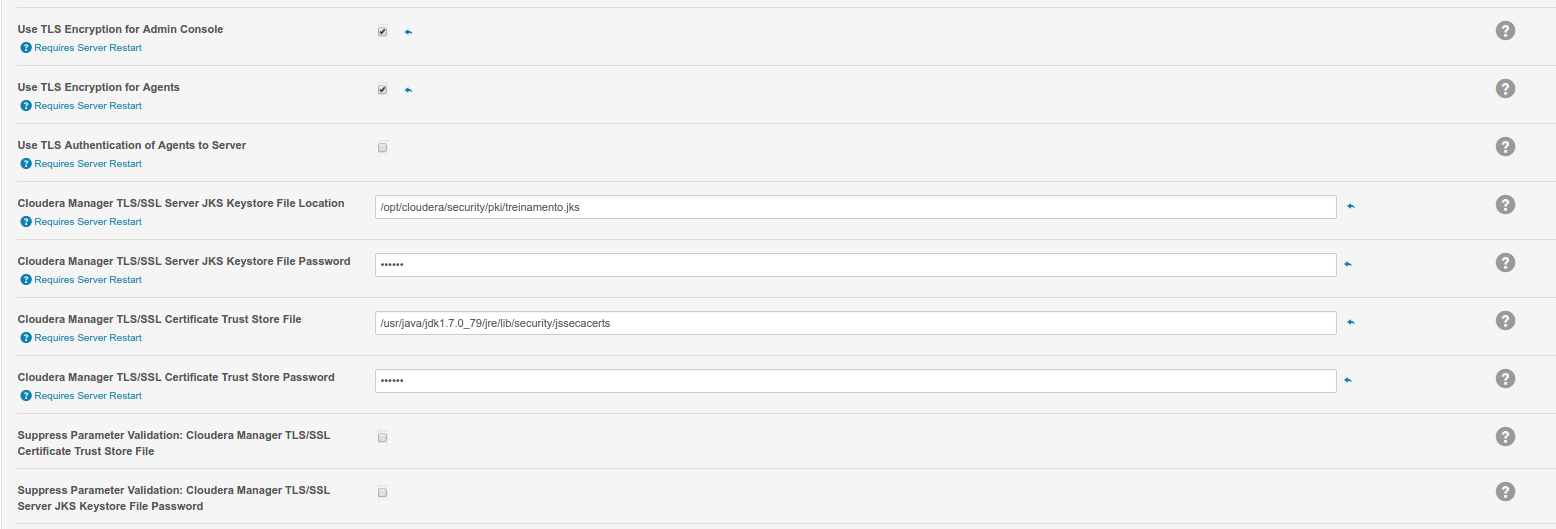 Use TLS Encryption for Admin Console
? Requires Server Restart
?
Use TLS Encryption for Agents
? Requires Server Restart
?
Use TLS Authentication of Agents to Server
? Requires Server Restart
?
Cloudera Manager TLS/SSL Server JKS Keystore File Location
/opt/cloudera/security/pki/treinamento.jks
? Requires Server Restart
?
Cloudera Manager TLS/SSL Server JKS Keystore File Password
••••••
? Requires Server Restart
?
Cloudera Manager TLS/SSL Certificate Trust Store File
/usr/java/jdk1.7.0_79/jre/lib/security/jssecacerts
? Requires Server Restart
?
Cloudera Manager TLS/SSL Certificate Trust Store Password
••••••
? Requires Server Restart
?
Suppress Parameter Validation: Cloudera Manager TLS/SSL
Certificate Trust Store File
?
Suppress Parameter Validation: Cloudera Manager TLS/SSL
Server JKS Keystore File Password
?